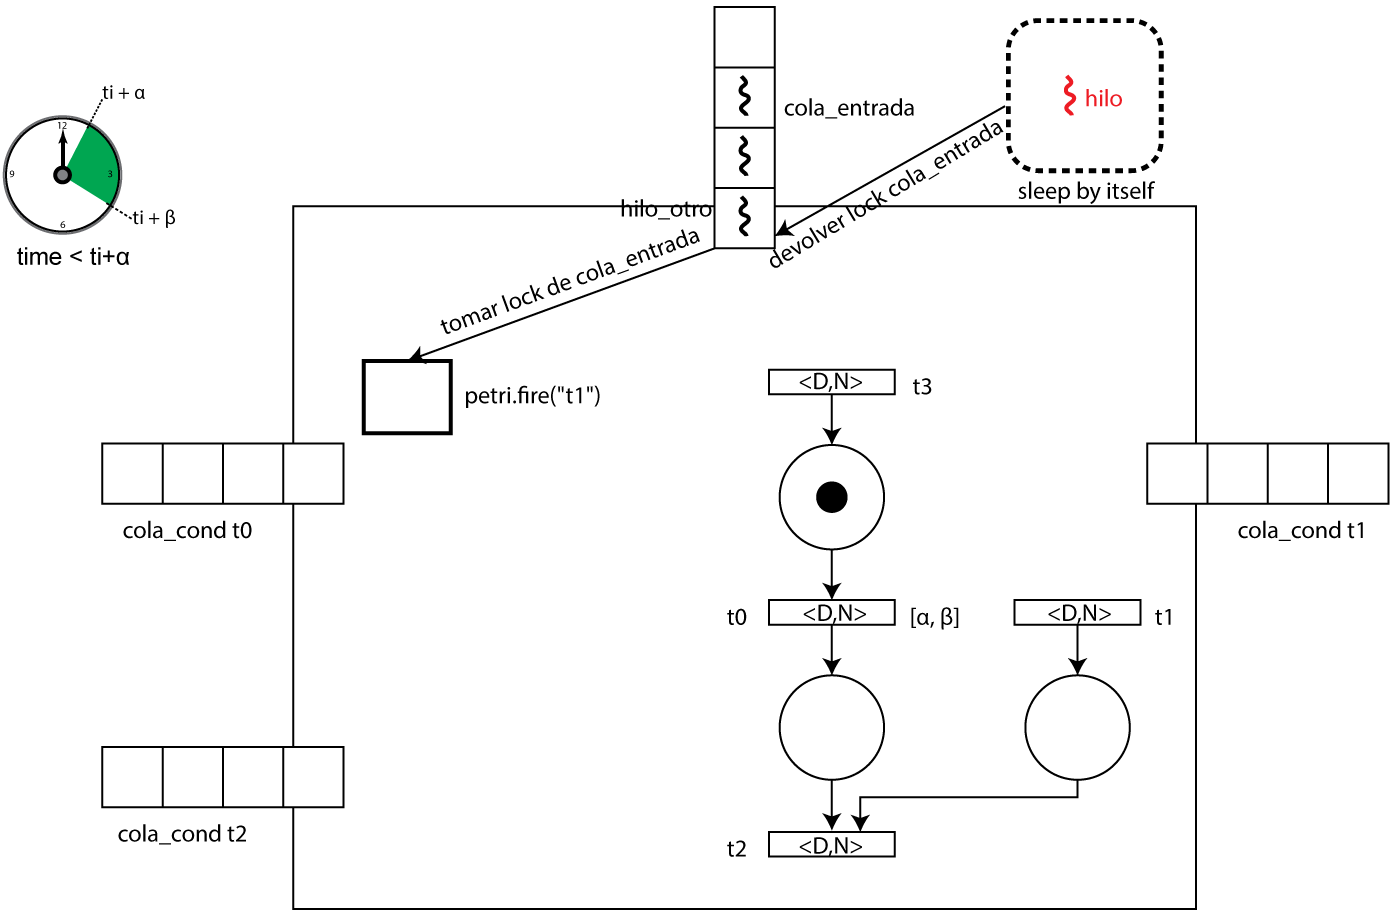 ti + α
12
9
3
6
ti + β
time < ti+α
cola_entrada
hilo
sleep by itself
devolver lock cola_entrada
hilo_otro
tomar lock de cola_entrada
petri.fire("t1")
<D,N>
t3
cola_cond t0
cola_cond t1
t0
<D,N>
[α, β]
<D,N>
t1
cola_cond t2
t2
<D,N>